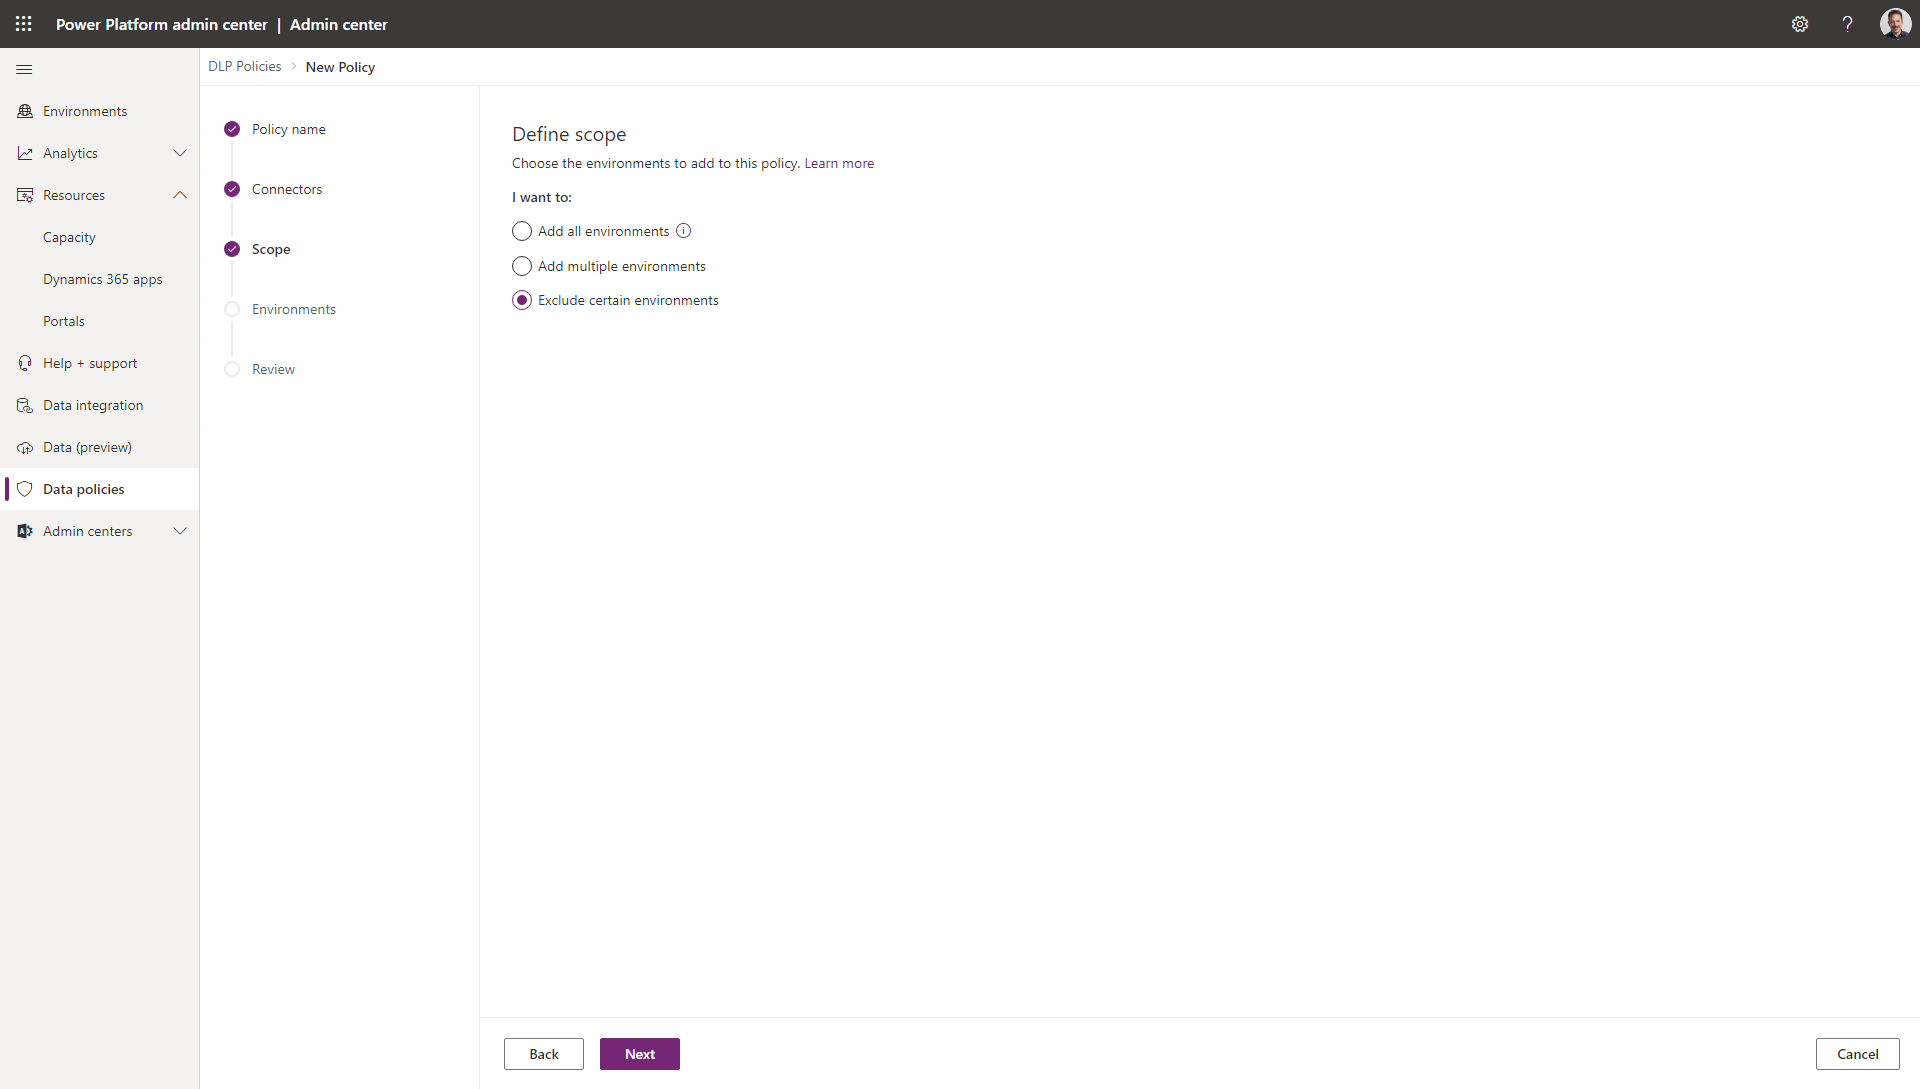 Power Platform admin center | Admin center
DLP Policies > New Policy
Environments
Analytics
Resources
Capacity
Dynamics 365 apps
Portals
Help + support
Data integration
Data (preview)
Data policies
Admin centers
Policy name
Connectors
Scope
Environments
Review
Define scope
Choose the environments to add to this policy. Learn more
I want to:
Add all environments
Add multiple environments
Exclude certain environments
Back
Next
Cancel